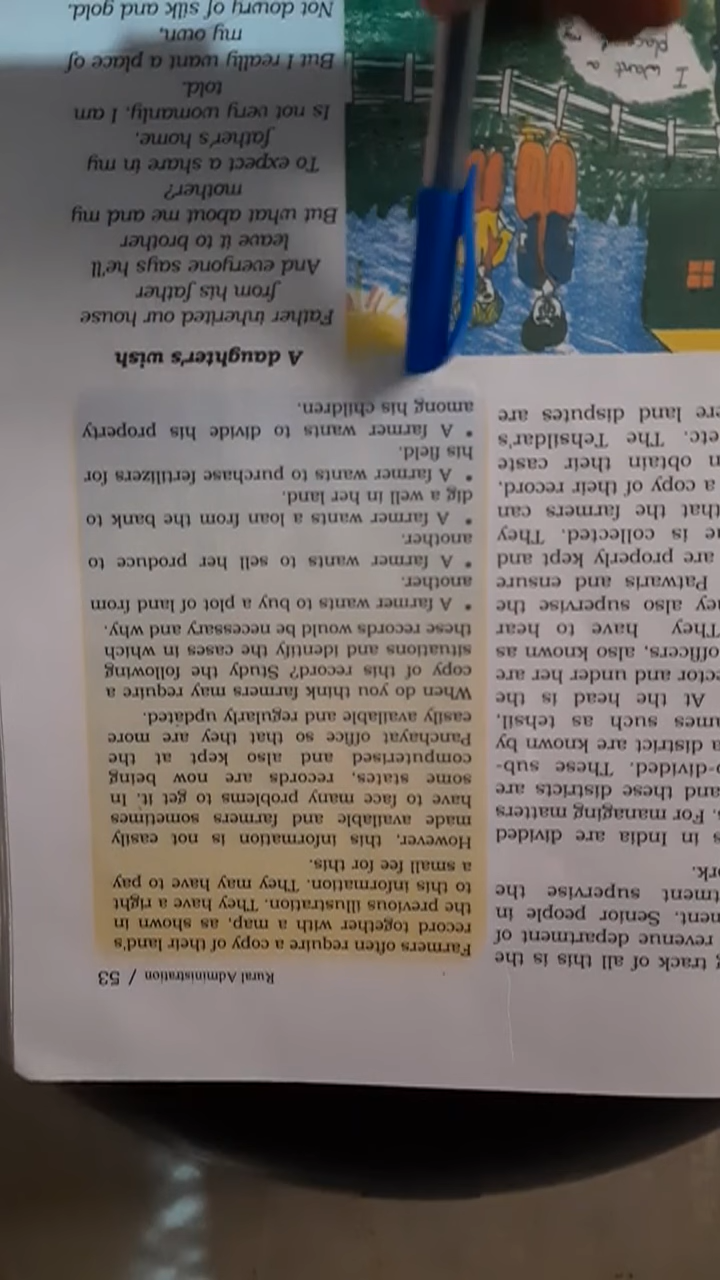 Rural Administration / 53
g track of all this is the
revenue department of
nent. Senior people in
tment supervise the
ork.
s in India are divided
s. For managing matters
and these districts are
b-divided. These sub-
a district are known by
ames such as tehsil,
At the head is the
ector and under her are
officers, also known as
They have to hear
hey also supervise the
Patwaris and ensure
are properly kept and
ue is collected. They
that the farmers can
a copy of their record,
n obtain their caste
etc. The Tehsildar's
ere land disputes are
Farmers often require a copy of their land's
record together with a map, as shown in
the previous illustration. They have a right
to this information. They may have to pay
a small fee for this.
However, this information is not easily
made available and farmers sometimes
have to face many problems to get it. In
some states, records are now being
computerised and also kept at the
Panchayat office so that they are more
easily available and regularly updated.
When do you think farmers may require a
copy of this record? Study the following
situations and identify the cases in which
these records would be necessary and why.
• A farmer wants to buy a plot of land from
another.
• A farmer wants to sell her produce to
another.
• A farmer wants a loan from the bank to
dig a well in her land.
• A farmer wants to purchase fertilizers for
his field.
• A farmer wants to divide his property
among his children.
A daughter's wish
Father inherited our house
from his father
And everyone says he'll
leave it to brother
But what about me and my
mother?
To expect a share in my
father's home,
Is not very womanly, I am
told.
But I really want a place of
my own,
Not dowry of silk and gold.
I want a
place my